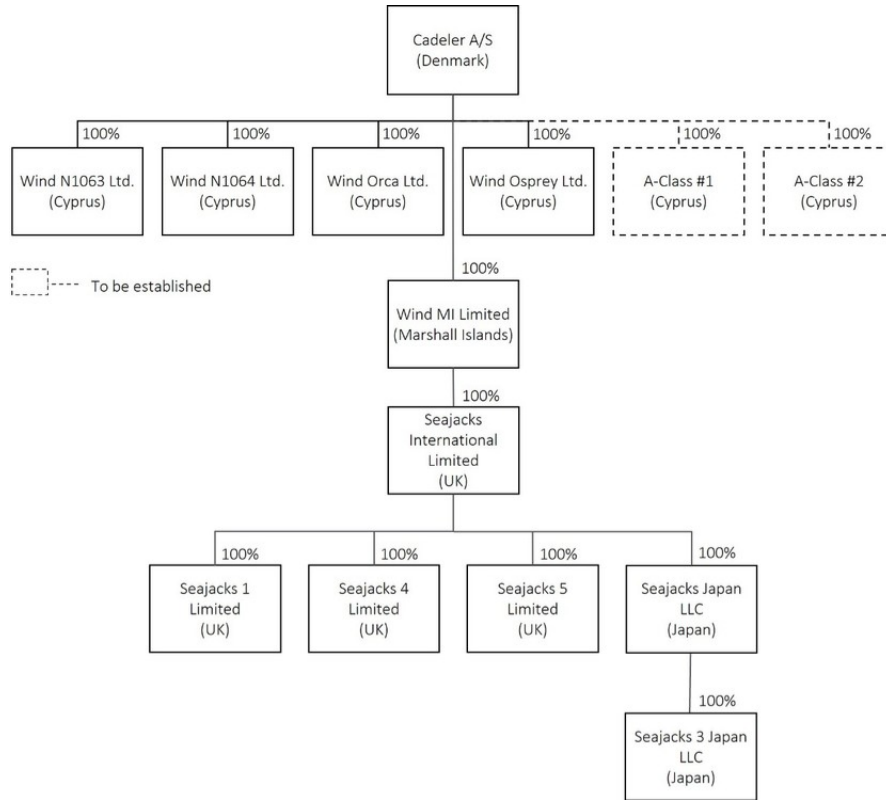 Cadeler A/S
(Denmark)
100%
100%
100%
100%
100%
100%
Wind N1063 Ltd.
(Cyprus)
Wind N1064 Ltd.
(Cyprus)
Wind Orca Ltd.
(Cyprus)
Wind Osprey Ltd.
(Cyprus)
A-Class #1
(Cyprus)
A-Class #2
(Cyprus)
To be established
100%
Wind MI Limited
(Marshall Islands)
100%
Seajacks
International
Limited
(UK)
100%
100%
100%
100%
Seajacks 1
Limited
(UK)
Seajacks 4
Limited
(UK)
Seajacks 5
Limited
(UK)
Seajacks Japan
LLC
(Japan)
100%
Seajacks 3 Japan
LLC
(Japan)